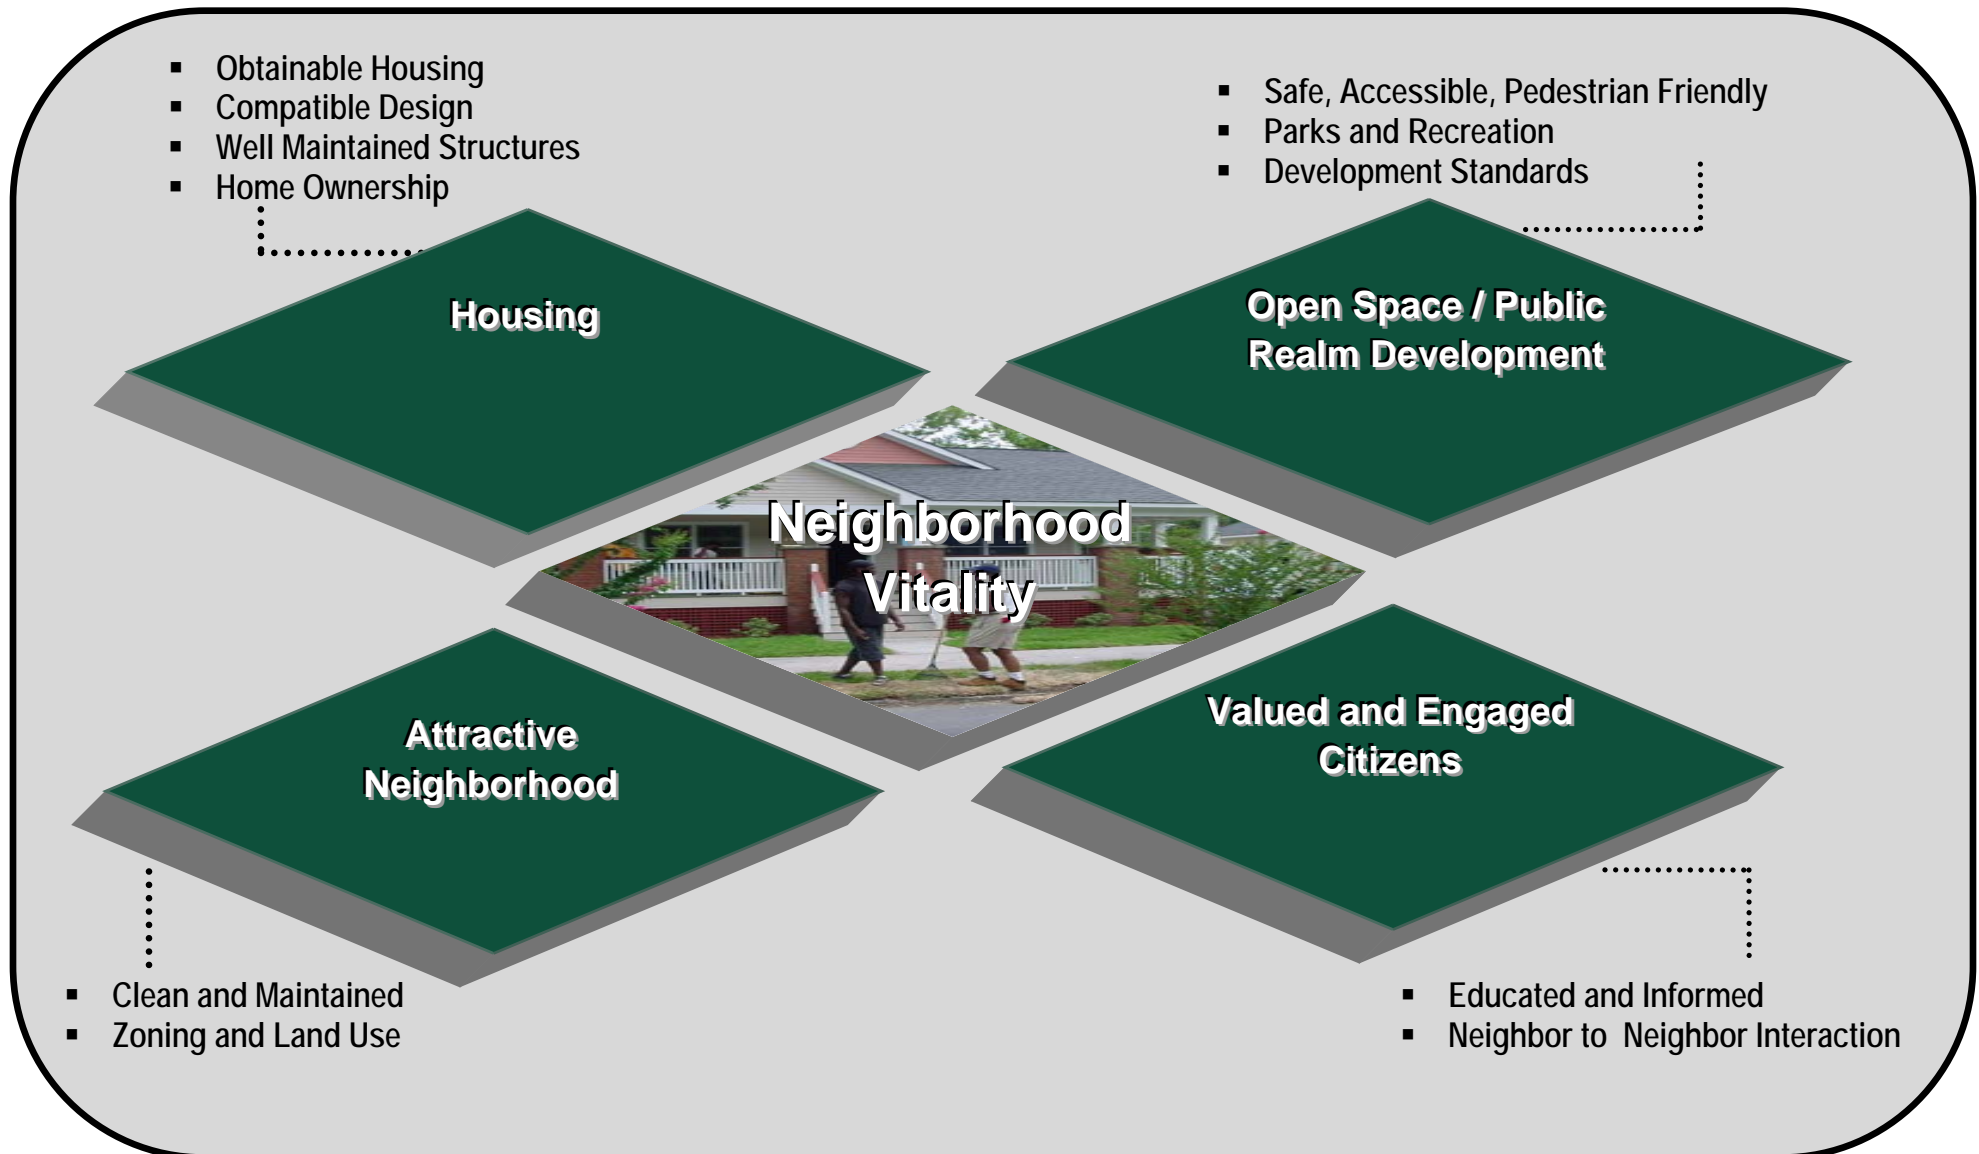 ▪ Obtainable Housing
▪ Compatible Design
▪ Well Maintained Structures
▪ Home Ownership
▪ Safe, Accessible, Pedestrian Friendly
▪ Parks and Recreation
▪ Development Standards
Housing
Open Space / Public
Realm Development
Neighborhood
Vitality
Attractive
Neighborhood
Valued and Engaged
Citizens
▪ Clean and Maintained
▪ Zoning and Land Use
▪ Educated and Informed
▪ Neighbor to  Neighbor Interaction